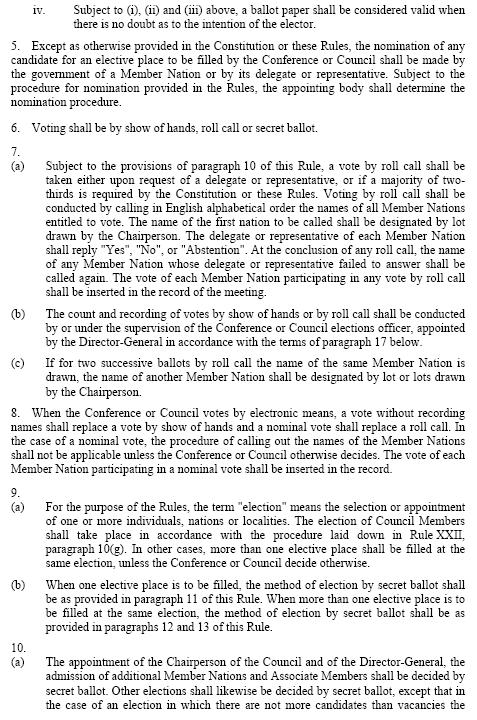 iv. Subject to (i), (ii) and (iii) above, a ballot paper shall be considered valid when
there is no doubt as to the intention of the elector.
5. Except as otherwise provided in the Constitution or these Rules, the nomination of any
candidate for an elective place to be filled by the Conference or Council shall be made by
the government of a Member Nation or by its delegate or representative. Subject to the
procedure for nomination provided in the Rules, the appointing body shall determine the
nomination procedure.
6. Voting shall be by show of hands, roll call or secret ballot.
7.
(a) Subject to the provisions of paragraph 10 of this Rule, a vote by roll call shall be
taken either upon request of a delegate or representative, or if a majority of two-
thirds is required by the Constitution or these Rules. Voting by roll call shall be
conducted by calling in English alphabetical order the names of all Member Nations
entitled to vote. The name of the first nation to be called shall be designated by lot
drawn by the Chairperson. The delegate or representative of each Member Nation
shall reply "Yes", "No", or "Abstention". At the conclusion of any roll call, the name
of any Member Nation whose delegate or representative failed to answer shall be
called again. The vote of each Member Nation participating in any vote by roll call
shall be inserted in the record of the meeting.
(b) The count and recording of votes by show of hands or by roll call shall be conducted
by or under the supervision of the Conference or Council elections officer, appointed
by the Director-General in accordance with the terms of paragraph 17 below.
(c) If for two successive ballots by roll call the name of the same Member Nation is
drawn, the name of another Member Nation shall be designated by lot or lots drawn
by the Chairperson.
8. When the Conference or Council votes by electronic means, a vote without recording
names shall replace a vote by show of hands and a nominal vote shall replace a roll call. In
the case of a nominal vote, the procedure of calling out the names of the Member Nations
shall not be applicable unless the Conference or Council otherwise decides. The vote of each
Member Nation participating in a nominal vote shall be inserted in the record.
9.
(a) For the purpose of the Rules, the term "election" means the selection or appointment
of one or more individuals, nations or localities. The election of Council Members
shall take place in accordance with the procedure laid down in Rule XXII,
paragraph 10(g). In other cases, more than one elective place shall be filled at the
same election, unless the Conference or Council decide otherwise.
(b) When one elective place is to be filled, the method of election by secret ballot shall
be as provided in paragraph 11 of this Rule. When more than one elective place is to
be filled at the same election, the method of election by secret ballot shall be as
provided in paragraphs 12 and 13 of this Rule.
10.
(a) The appointment of the Chairperson of the Council and of the Director-General, the
admission of additional Member Nations and Associate Members shall be decided by
secret ballot. Other elections shall likewise be decided by secret ballot, except that in
the case of an election in which there are not more candidates than vacancies the